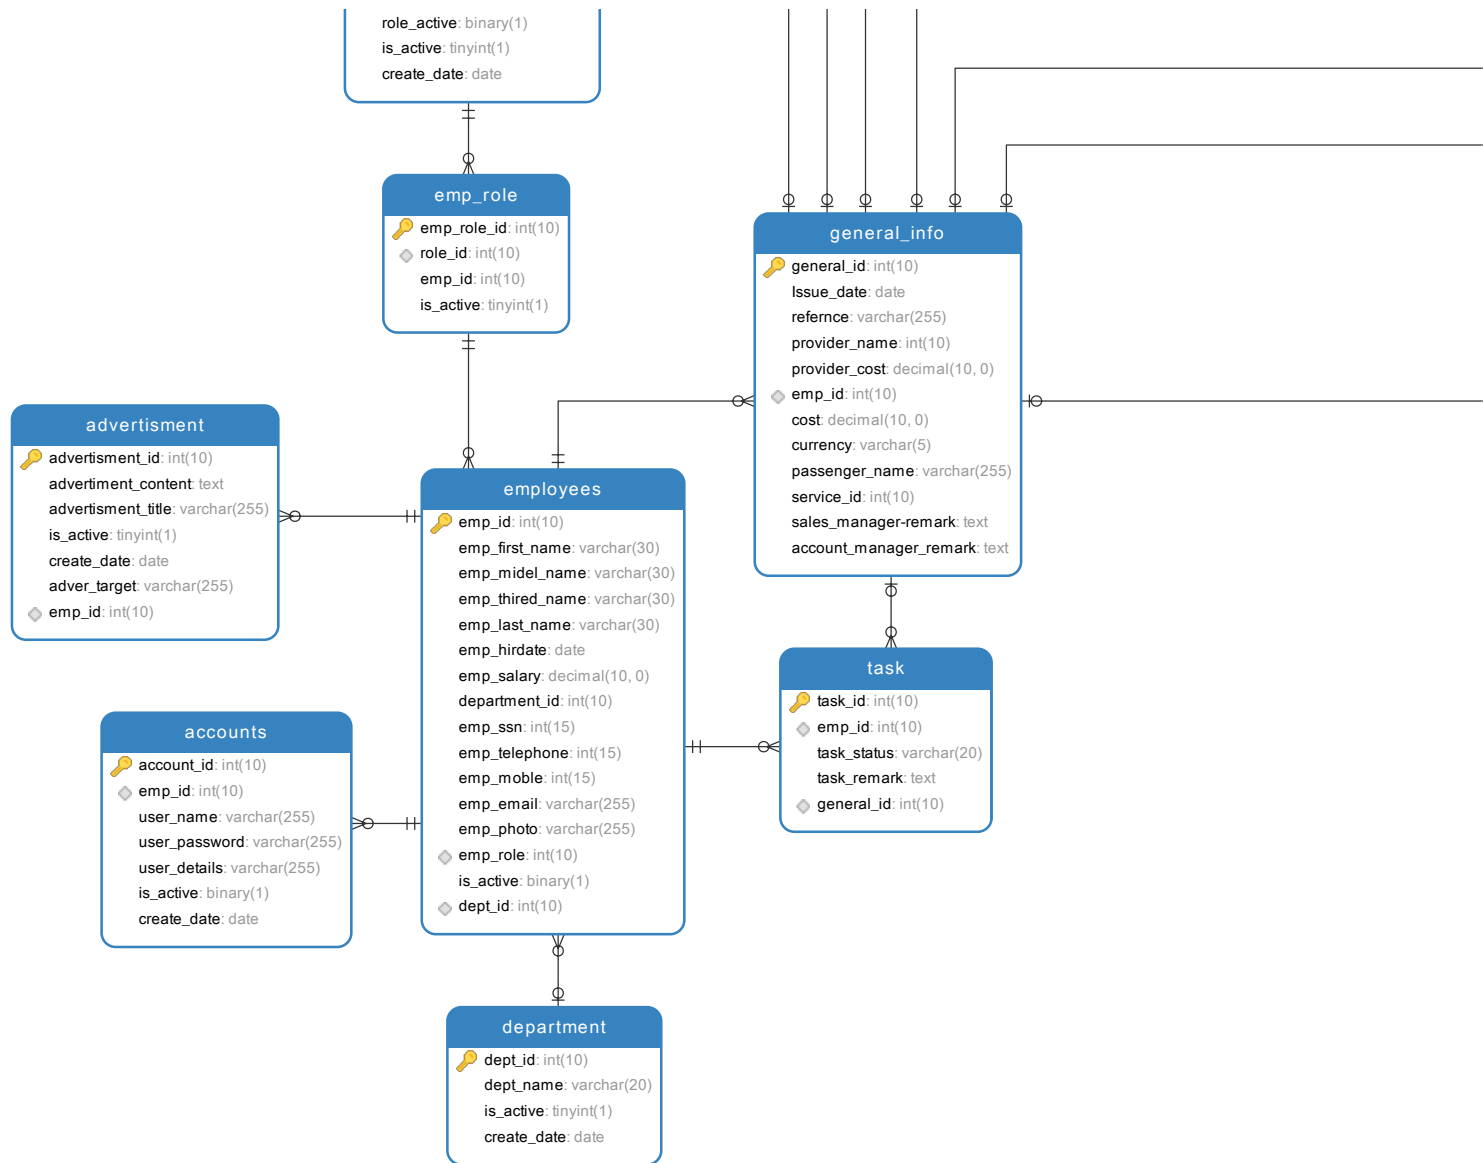 role_active: binary(1)
is_active: tinyint(1)
create_date: date
emp_role
emp_role_id: int(10)
role_id: int(10)
emp_id: int(10)
is_active: tinyint(1)
general_info
general_id: int(10)
Issue_date: date
refernce: varchar(255)
provider_name: int(10)
provider_cost: decimal(10, 0)
emp_id: int(10)
cost: decimal(10, 0)
currency: varchar(5)
passenger_name: varchar(255)
service_id: int(10)
sales_manager-remark: text
account_manager_remark: text
advertisment
advertisment_id: int(10)
advertiment_content: text
advertisment_title: varchar(255)
is_active: tinyint(1)
create_date: date
adver_target: varchar(255)
emp_id: int(10)
employees
emp_id: int(10)
emp_first_name: varchar(30)
emp_midel_name: varchar(30)
emp_thired_name: varchar(30)
emp_last_name: varchar(30)
emp_hirdate: date
emp_salary: decimal(10, 0)
department_id: int(10)
emp_ssn: int(15)
emp_telephone: int(15)
emp_moble: int(15)
emp_email: varchar(255)
emp_photo: varchar(255)
emp_role: int(10)
is_active: binary(1)
dept_id: int(10)
task
task_id: int(10)
emp_id: int(10)
task_status: varchar(20)
task_remark: text
general_id: int(10)
accounts
account_id: int(10)
emp_id: int(10)
user_name: varchar(255)
user_password: varchar(255)
user_details: varchar(255)
is_active: binary(1)
create_date: date
department
dept_id: int(10)
dept_name: varchar(20)
is_active: tinyint(1)
create_date: date